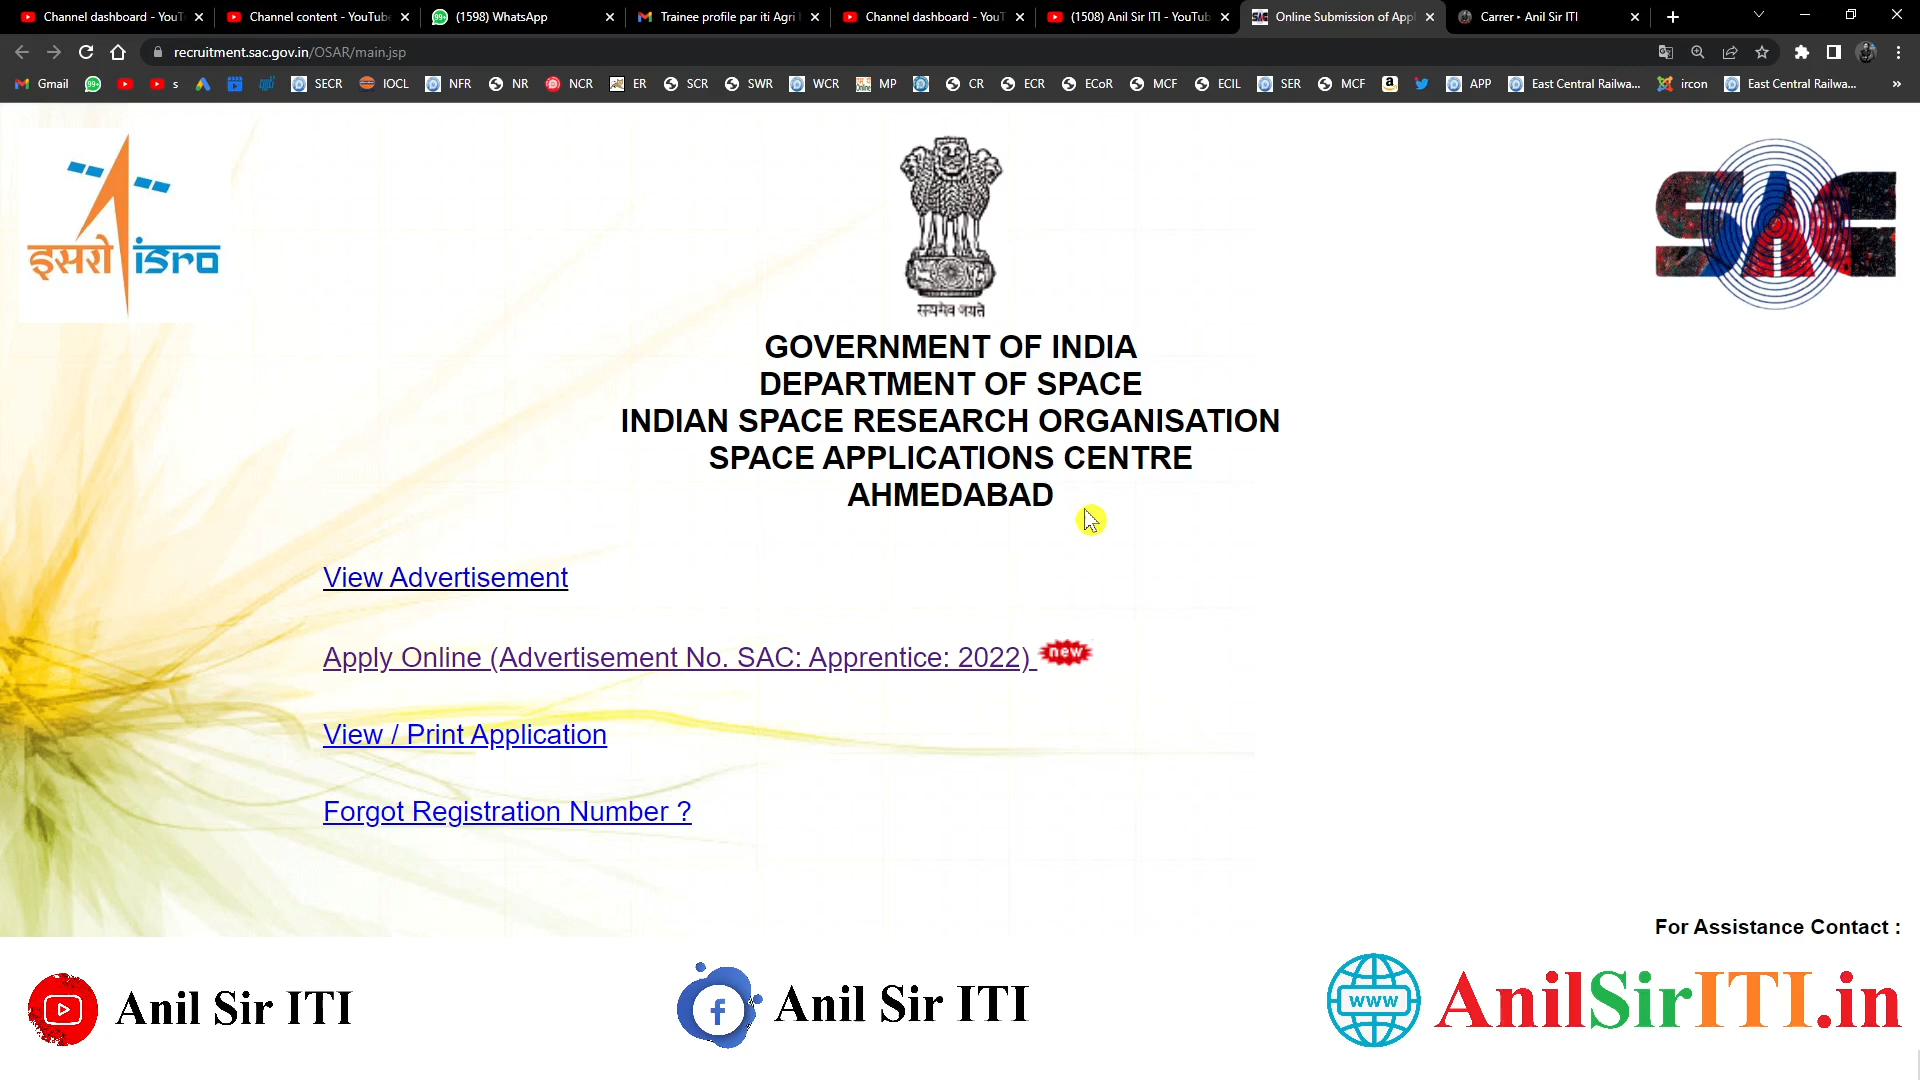 Channel dashboard - YouT
Channel content - YouTube
(1598) WhatsApp
Trainee profile par iti Agri
Channel dashboard - YouT
(1508) Anil Sir ITI - YouTub
Online Submission of Appl
Carrer ▸ Anil Sir ITI
recruitment.sac.gov.in/OSAR/main.jsp
Gmail
99+
s
SECR
IOCL
NFR
NR
NCR
ER
SCR
SWR
WCR
MP
CR
ECR
ECoR
MCF
ECIL
SER
MCF
APP
East Central Railwa...
ircon
East Central Railwa...
»
इसरो isro
सत्यमेव जयते
SAC
GOVERNMENT OF INDIA
DEPARTMENT OF SPACE
INDIAN SPACE RESEARCH ORGANISATION
SPACE APPLICATIONS CENTRE
AHMEDABAD
View Advertisement
Apply Online (Advertisement No. SAC: Apprentice: 2022) new
View / Print Application
Forgot Registration Number ?
For Assistance Contact :
Anil Sir ITI
Anil Sir ITI
www AnilSirITI.in